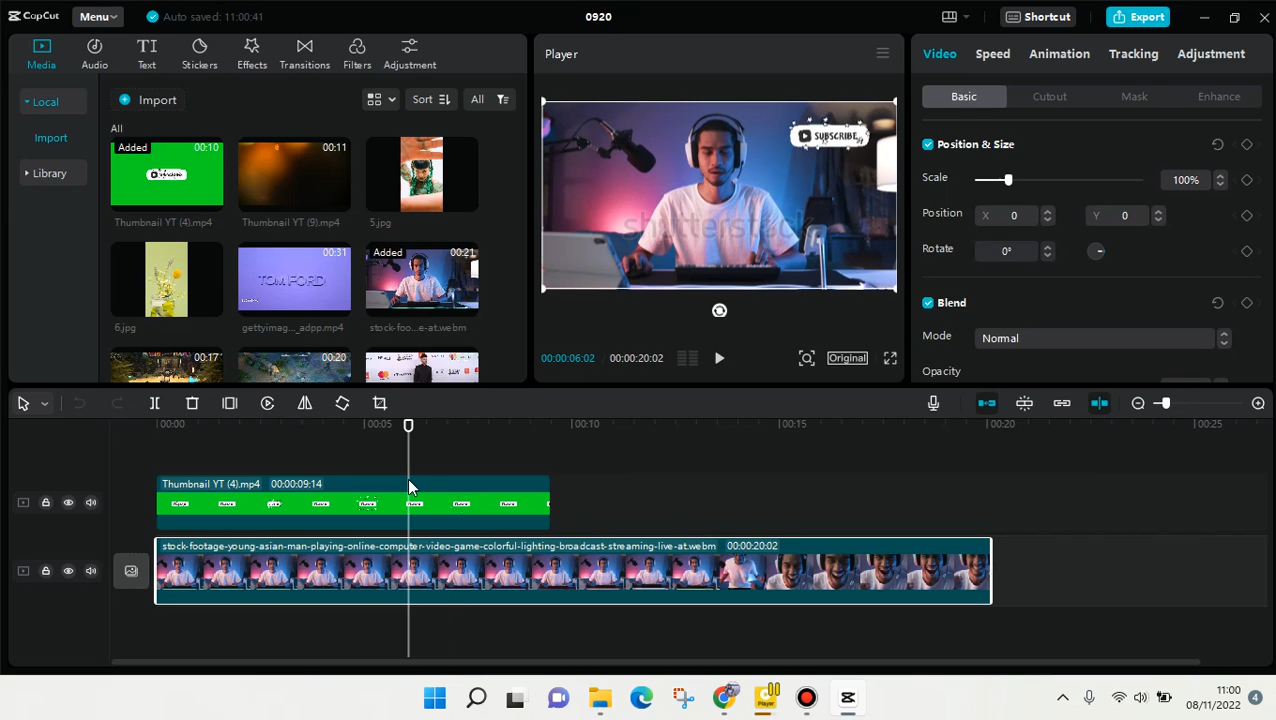 CapCut
Menu
Auto saved: 11:00:41
0920
Shortcut
Export
Media
Audio
Text
Stickers
Effects
Transitions
Filters
Adjustment
Local
Import
Library
Import
Sort
All
All
Added
00:10
Thumbnail YT (4).mp4
00:11
Thumbnail YT (9).mp4
5.jpg
6.jpg
00:31
TOM FORD
gettyimag..._adpp.mp4
Added
00:21
stock-foo...e-at.webm
00:17
00:20
Player
SUBSCRIBE
shutterstock
00:00:06:02
00:00:20:02
Original
Video
Speed
Animation
Tracking
Adjustment
Basic
Cutout
Mask
Enhance
Position & Size
Scale
100%
Position
X
0
Y
0
Rotate
0°
Blend
Mode
Normal
Opacity
00:00
00:05
00:10
00:15
00:20
00:25
Thumbnail YT (4).mp4
00:00:09:14
stock-footage-young-asian-man-playing-online-computer-video-game-colorful-lighting-broadcast-streaming-live-at.webm
00:00:20:02
Player
11:00
08/11/2022
4